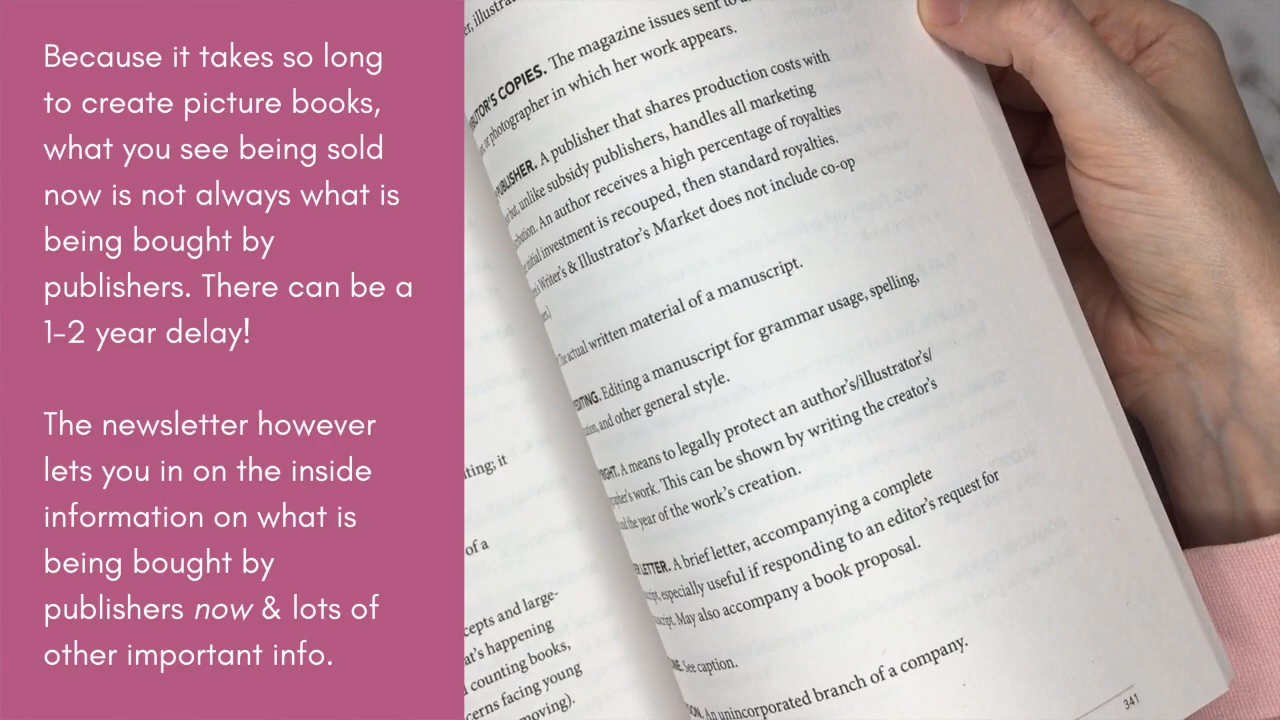 Because it takes so long
to create picture books,
what you see being sold
now is not always what is
being bought by
publishers. There can be a
1-2 year delay!
The newsletter however
lets you in on the inside
information on what is
being bought by
publishers now & lots of
other important info.
BUTOR'S COPIES. The magazine issues sent to
or photographer in which her work appears.
PUBLISHER. A publisher that shares production costs with
but, unlike subsidy publishers, handles all marketing
An author receives a high percentage of royalties
initial investment is recouped, then standard royalties.
Writer's & Illustrator's Market does not include co-op
The actual written material of a manuscript.
EDITING. Editing a manuscript for grammar usage, spelling,
and other general style.
A means to legally protect an author's/illustrator's/
work. This can be shown by writing the creator's
and the year of the work's creation.
LETTER. A brief letter, accompanying a complete
especially useful if responding to an editor's request for
May also accompany a book proposal.
See caption.
An unincorporated branch of a company.
341
it
of a
cepts and large-
at's happening
counting books,
cerns facing young
moving).